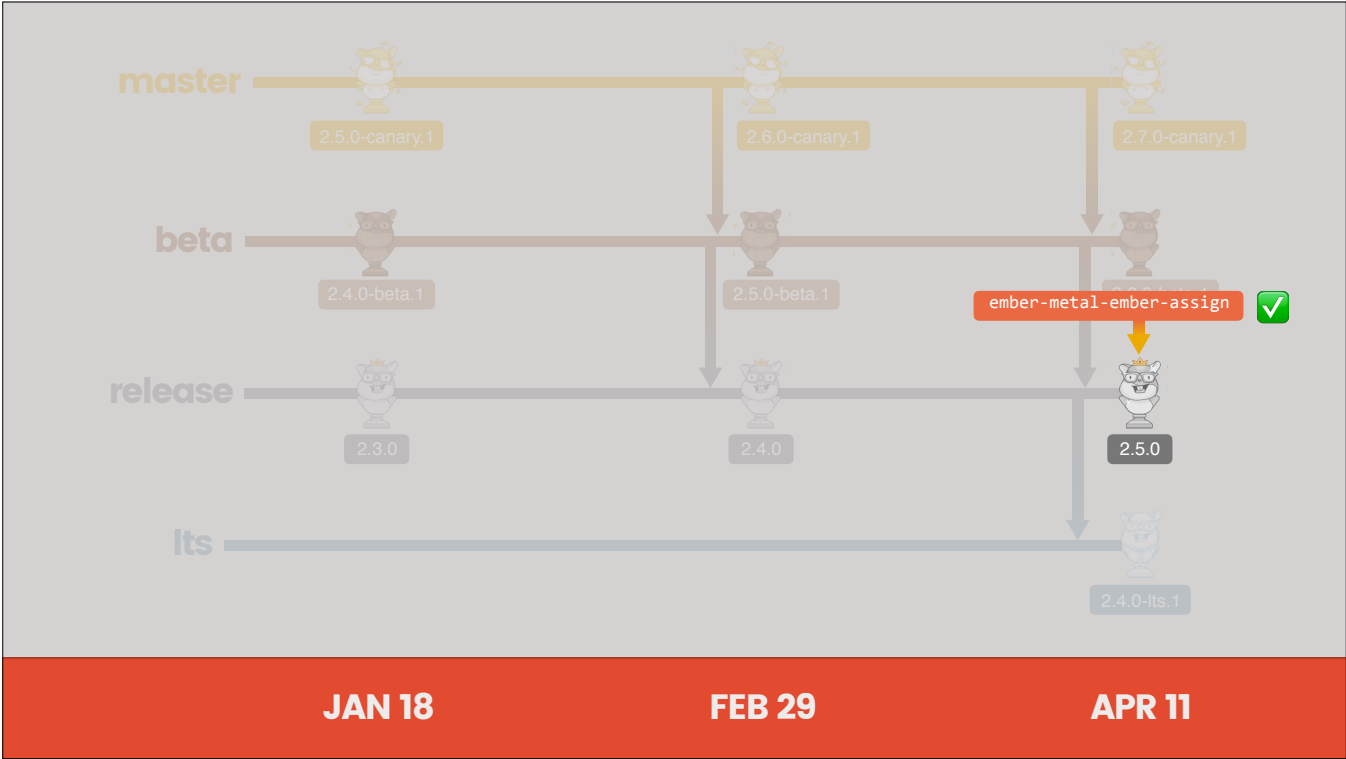 master
2.5.0-canary.1
2.6.0-canary.1
2.7.0-canary.1
beta
2.4.0-beta.1
2.5.0-beta.1
ember-metal-ember-assign
release
2.3.0
2.4.0
2.5.0
lts
2.4.0-lts.1
JAN 18
FEB 29
APR 11